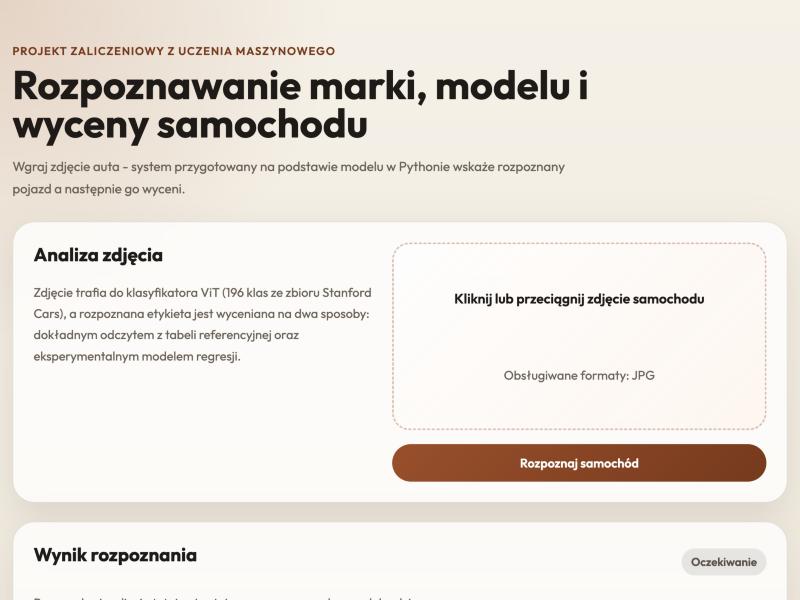 PROJEKT ZALICZENIOWY Z UCZENIA MASZYNOWEGO
Rozpoznawanie marki, modelu i
wyceny samochodu
Wgraj zdjęcie auta - system przygotowany na podstawie modelu w Pythonie wskaże rozpoznany
pojazd a następnie go wyceni.
Analiza zdjęcia
Zdjęcie trafia do klasyfikatora ViT (196 klas ze zbioru Stanford
Cars), a rozpoznana etykieta jest wyceniana na dwa sposoby:
dokładnym odczytem z tabeli referencyjnej oraz
eksperymentalnym modelem regresji.
Kliknij lub przeciągnij zdjęcie samochodu
Obsługiwane formaty: JPG
Rozpoznaj samochód
Wynik rozpoznania
Oczekiwanie